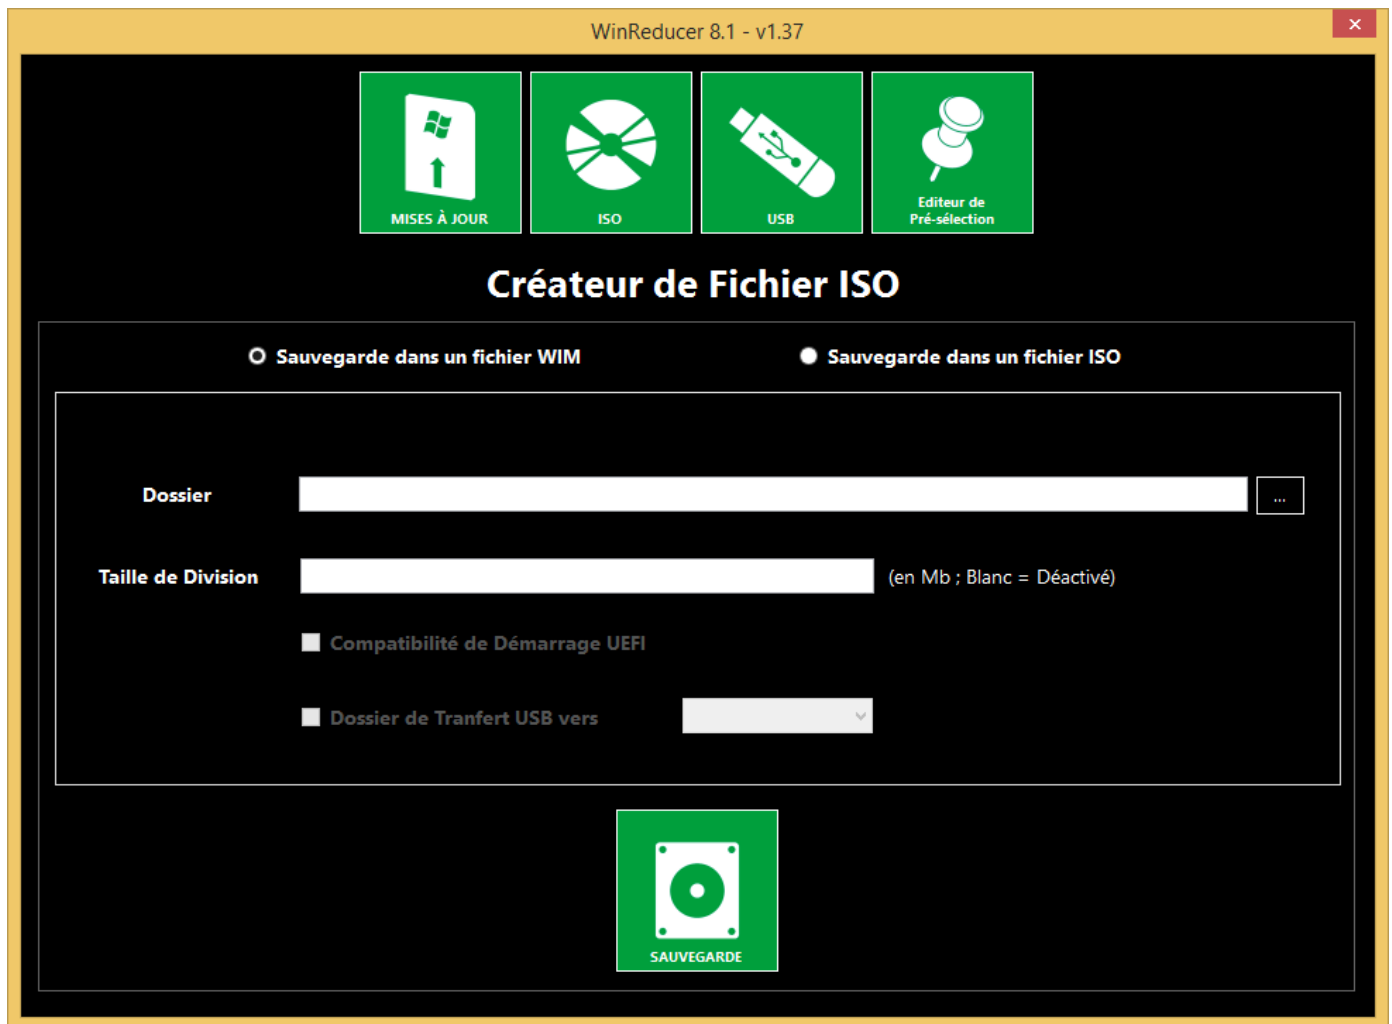 WinReducer 8.1 - v1.37
MISES À JOUR
ISO
USB
Editeur de
Pré-sélection
Créateur de Fichier ISO
Sauvegarde dans un fichier WIM
Sauvegarde dans un fichier ISO
Dossier
...
Taille de Division
(en Mb ; Blanc = Déactivé)
Compatibilité de Démarrage UEFI
Dossier de Tranfert USB vers
SAUVEGARDE